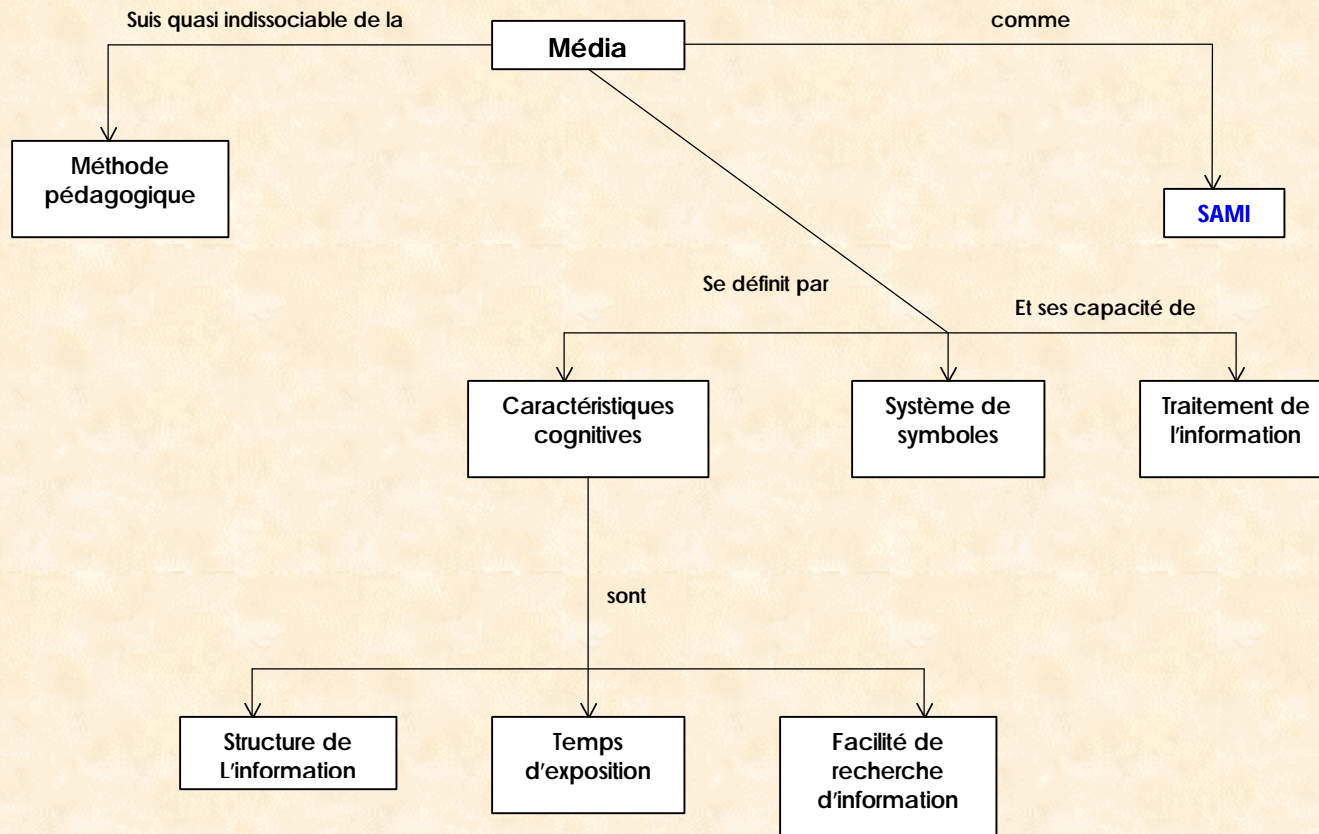 Suis quasi indissociable de la
comme
Média
Méthode
pédagogique
SAMI
Se définit par
Et ses capacité de
Caractéristiques
cognitives
Système de
symboles
Traitement de
l'information
sont
Structure de
L'information
Temps
d'exposition
Facilité de
recherche
d'information